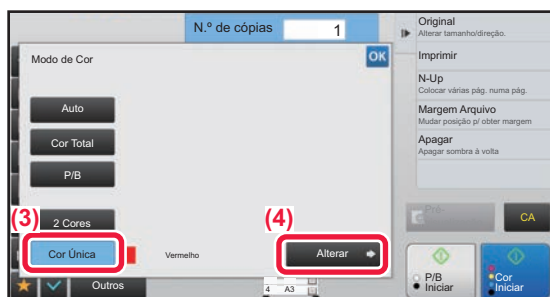 N.º de cópias 1
Modo de Cor
OK
Auto
Cor Total
P/B
(3)
2 Cores
(4)
Cor Única
Vermelho
Alterar
Outros
4 A3
Original
Alterar tamanho/direção.
Imprimir
N-Up
Colocar várias pág. numa pág.
Margem Arquivo
Mudar posição p/ obter margem
Apagar
Apagar sombra à volta
Pré-
CA
P/B
Iniciar
Cor
Iniciar